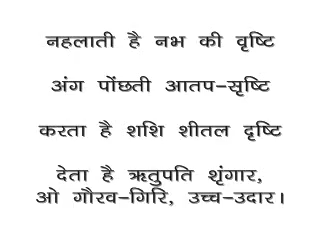 नहलाती है नभ की वृष्टि
अंग पोंछती आतप-सृष्टि
करता है शशि शीतल दृष्टि
देता है ऋतुपति शृंगार,
ओ गौरव-गिरि, उच्च-उदार।